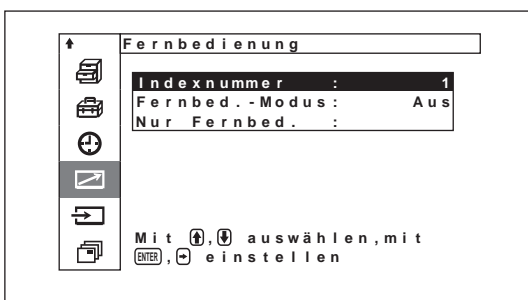 Fernbedienung
Indexnummer : 1
Fernbed.-Modus: Aus
Nur Fernbed. :
Mit ↑,↓ auswählen,mit
ENTER,→ einstellen